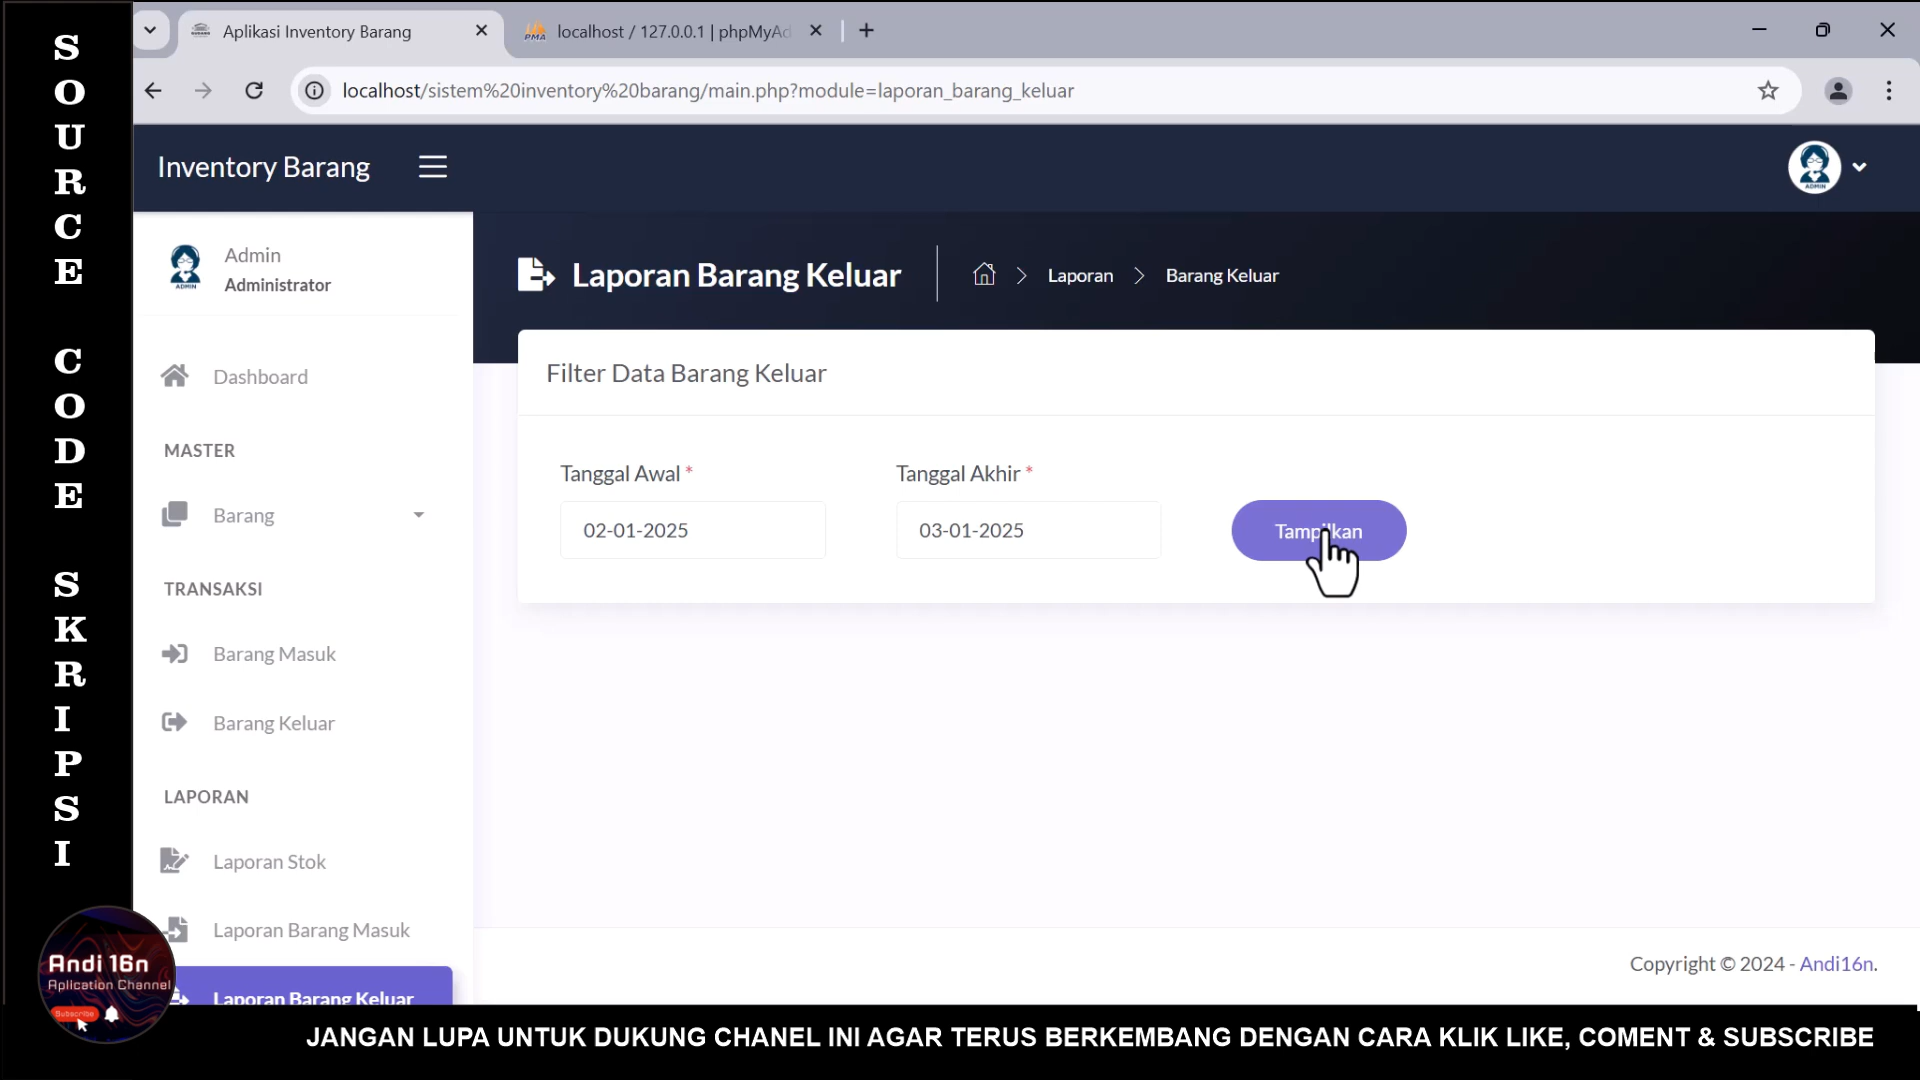 SOURCE CODE SKRIPSI
Aplikasi Inventory Barang
PMA
localhost / 127.0.0.1 | phpMyAd
localhost/sistem%20inventory%20barang/main.php?module=laporan_barang_keluar
Inventory Barang
ADMIN
ADMIN
Admin
Administrator
Laporan Barang Keluar
Laporan
Barang Keluar
Dashboard
MASTER
Barang
TRANSAKSI
Barang Masuk
Barang Keluar
LAPORAN
Laporan Stok
Laporan Barang Masuk
Laporan Barang Keluar
Filter Data Barang Keluar
Tanggal Awal *
Tanggal Akhir *
02-01-2025
03-01-2025
Tampilkan
Copyright © 2024 - Andi16n.
Andi 16n
Aplication Channel
Subscribe
JANGAN LUPA UNTUK DUKUNG CHANEL INI AGAR TERUS BERKEMBANG DENGAN CARA KLIK LIKE, COMENT & SUBSCRIBE